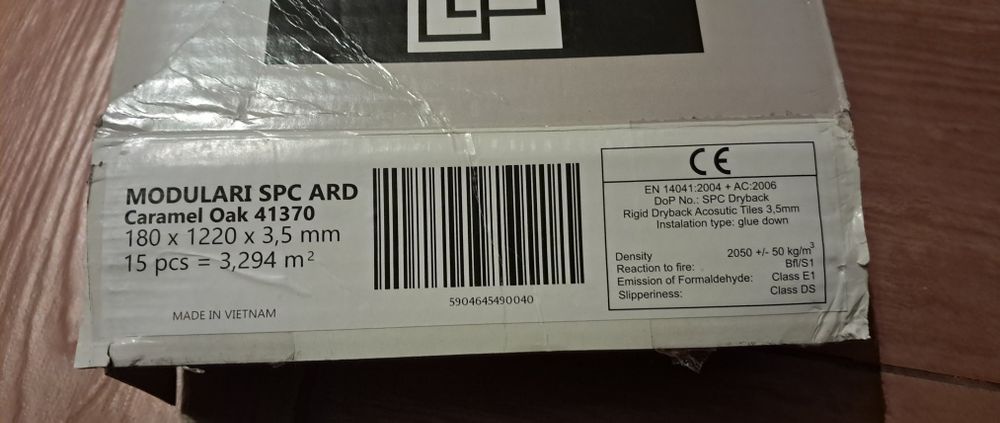 MODULARI SPC ARD
Caramel Oak 41370
180 x 1220 x 3,5 mm
15 pcs = 3,294 m²
MADE IN VIETNAM
5904645490040
CE
EN 14041:2004 + AC:2006
DoP No.: SPC Dryback
Rigid Dryback Acosutic Tiles 3,5mm
Instalation type: glue down
Density 2050 +/- 50 kg/m³
Reaction to fire: Bfl/S1
Emission of Formaldehyde: Class E1
Slipperiness: Class DS